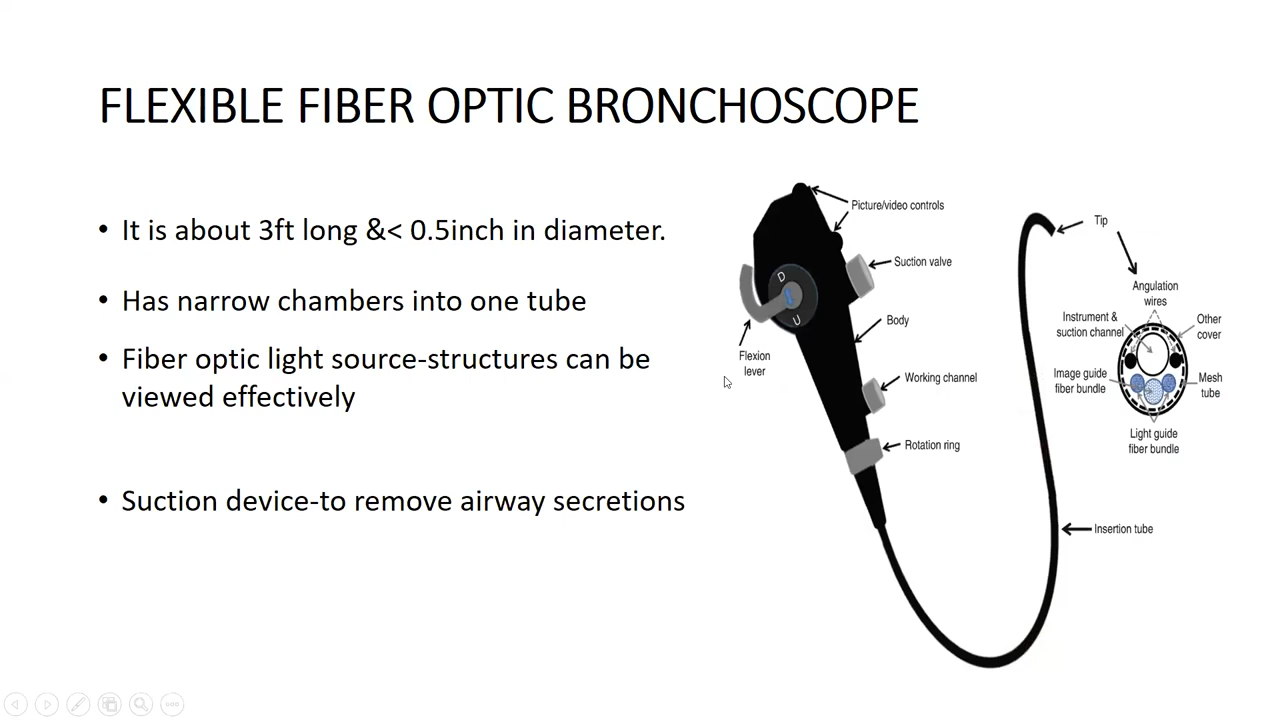 FLEXIBLE FIBER OPTIC BRONCHOSCOPE
• It is about 3ft long &< 0.5inch in diameter.
• Has narrow chambers into one tube
• Fiber optic light source-structures can be
viewed effectively
• Suction device-to remove airway secretions
Picture/video controls
Suction valve
D
U
Body
Flexion
lever
Working channel
Rotation ring
Tip
Angulation
wires
Instrument &
suction channel
Other
cover
Image guide
fiber bundle
Mesh
tube
Light guide
fiber bundle
Insertion tube